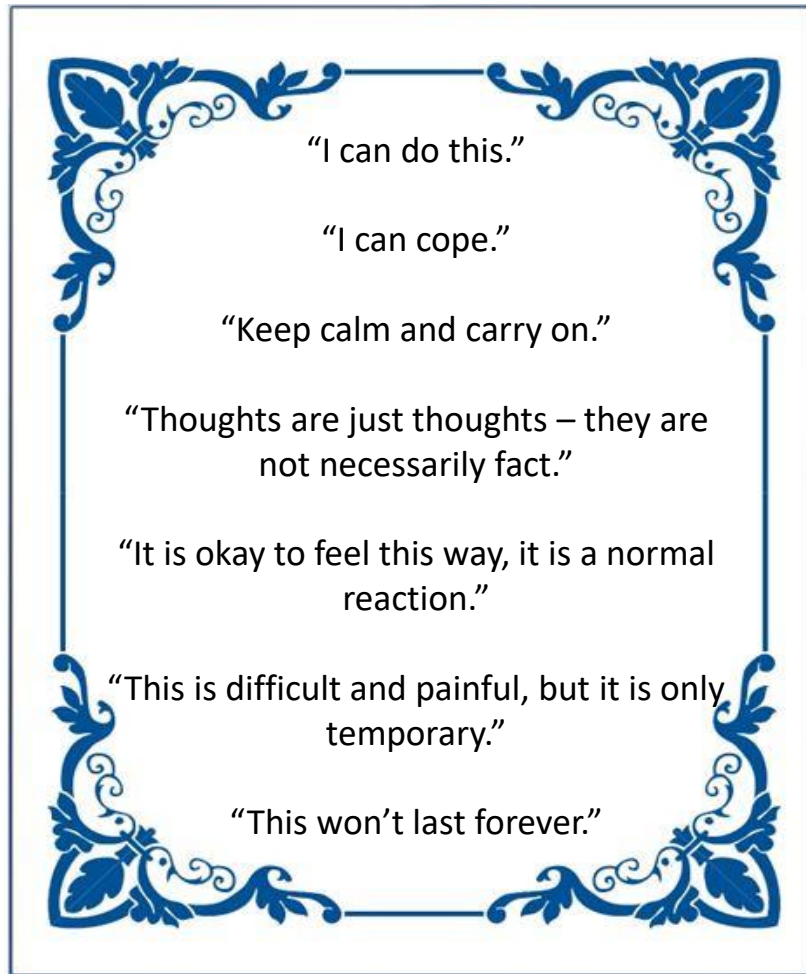 “I can do this.”
“I can cope.”
“Keep calm and carry on.”
“Thoughts are just thoughts – they are
not necessarily fact.”
“It is okay to feel this way, it is a normal
reaction.”
“This is difficult and painful, but it is only
temporary.”
“This won’t last forever.”